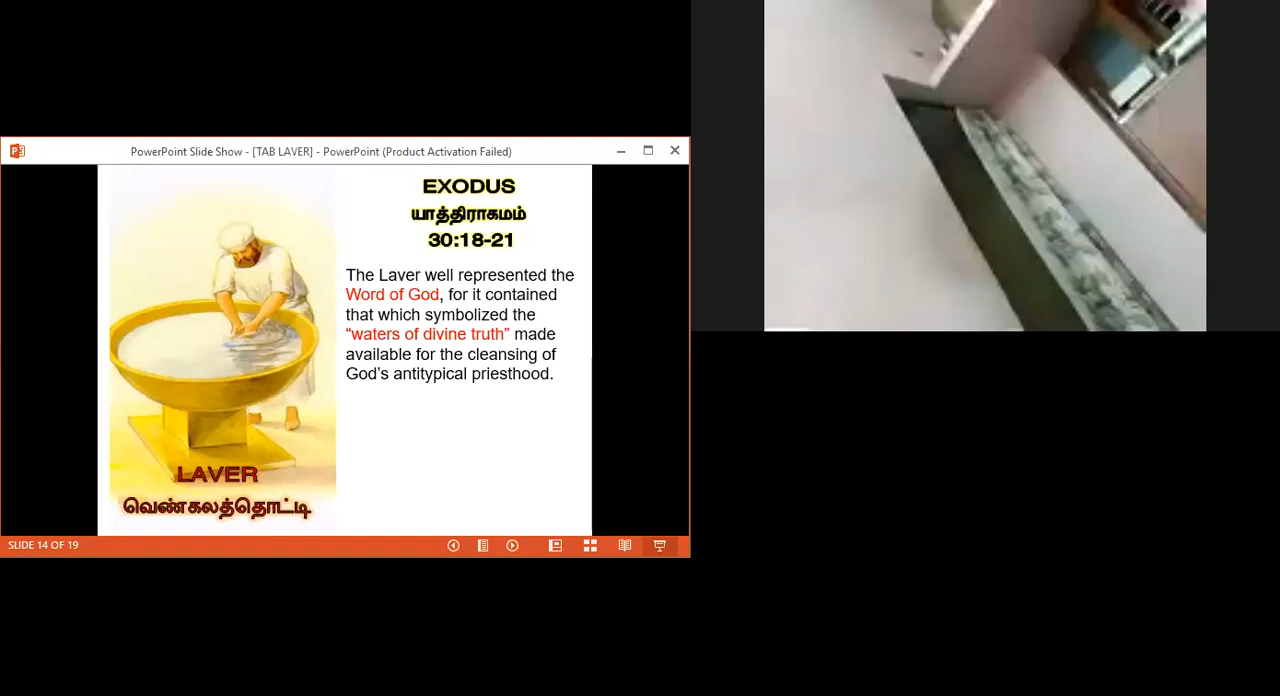 PowerPoint Slide Show - [TAB LAVER] - PowerPoint (Product Activation Failed)
EXODUS
யாத்திராகமம்
30:18-21
The Laver well represented the
Word of God, for it contained
that which symbolized the
“waters of divine truth” made
available for the cleansing of
God’s antitypical priesthood.
LAVER
வெண்கலத்தொட்டி
SLIDE 14 OF 19